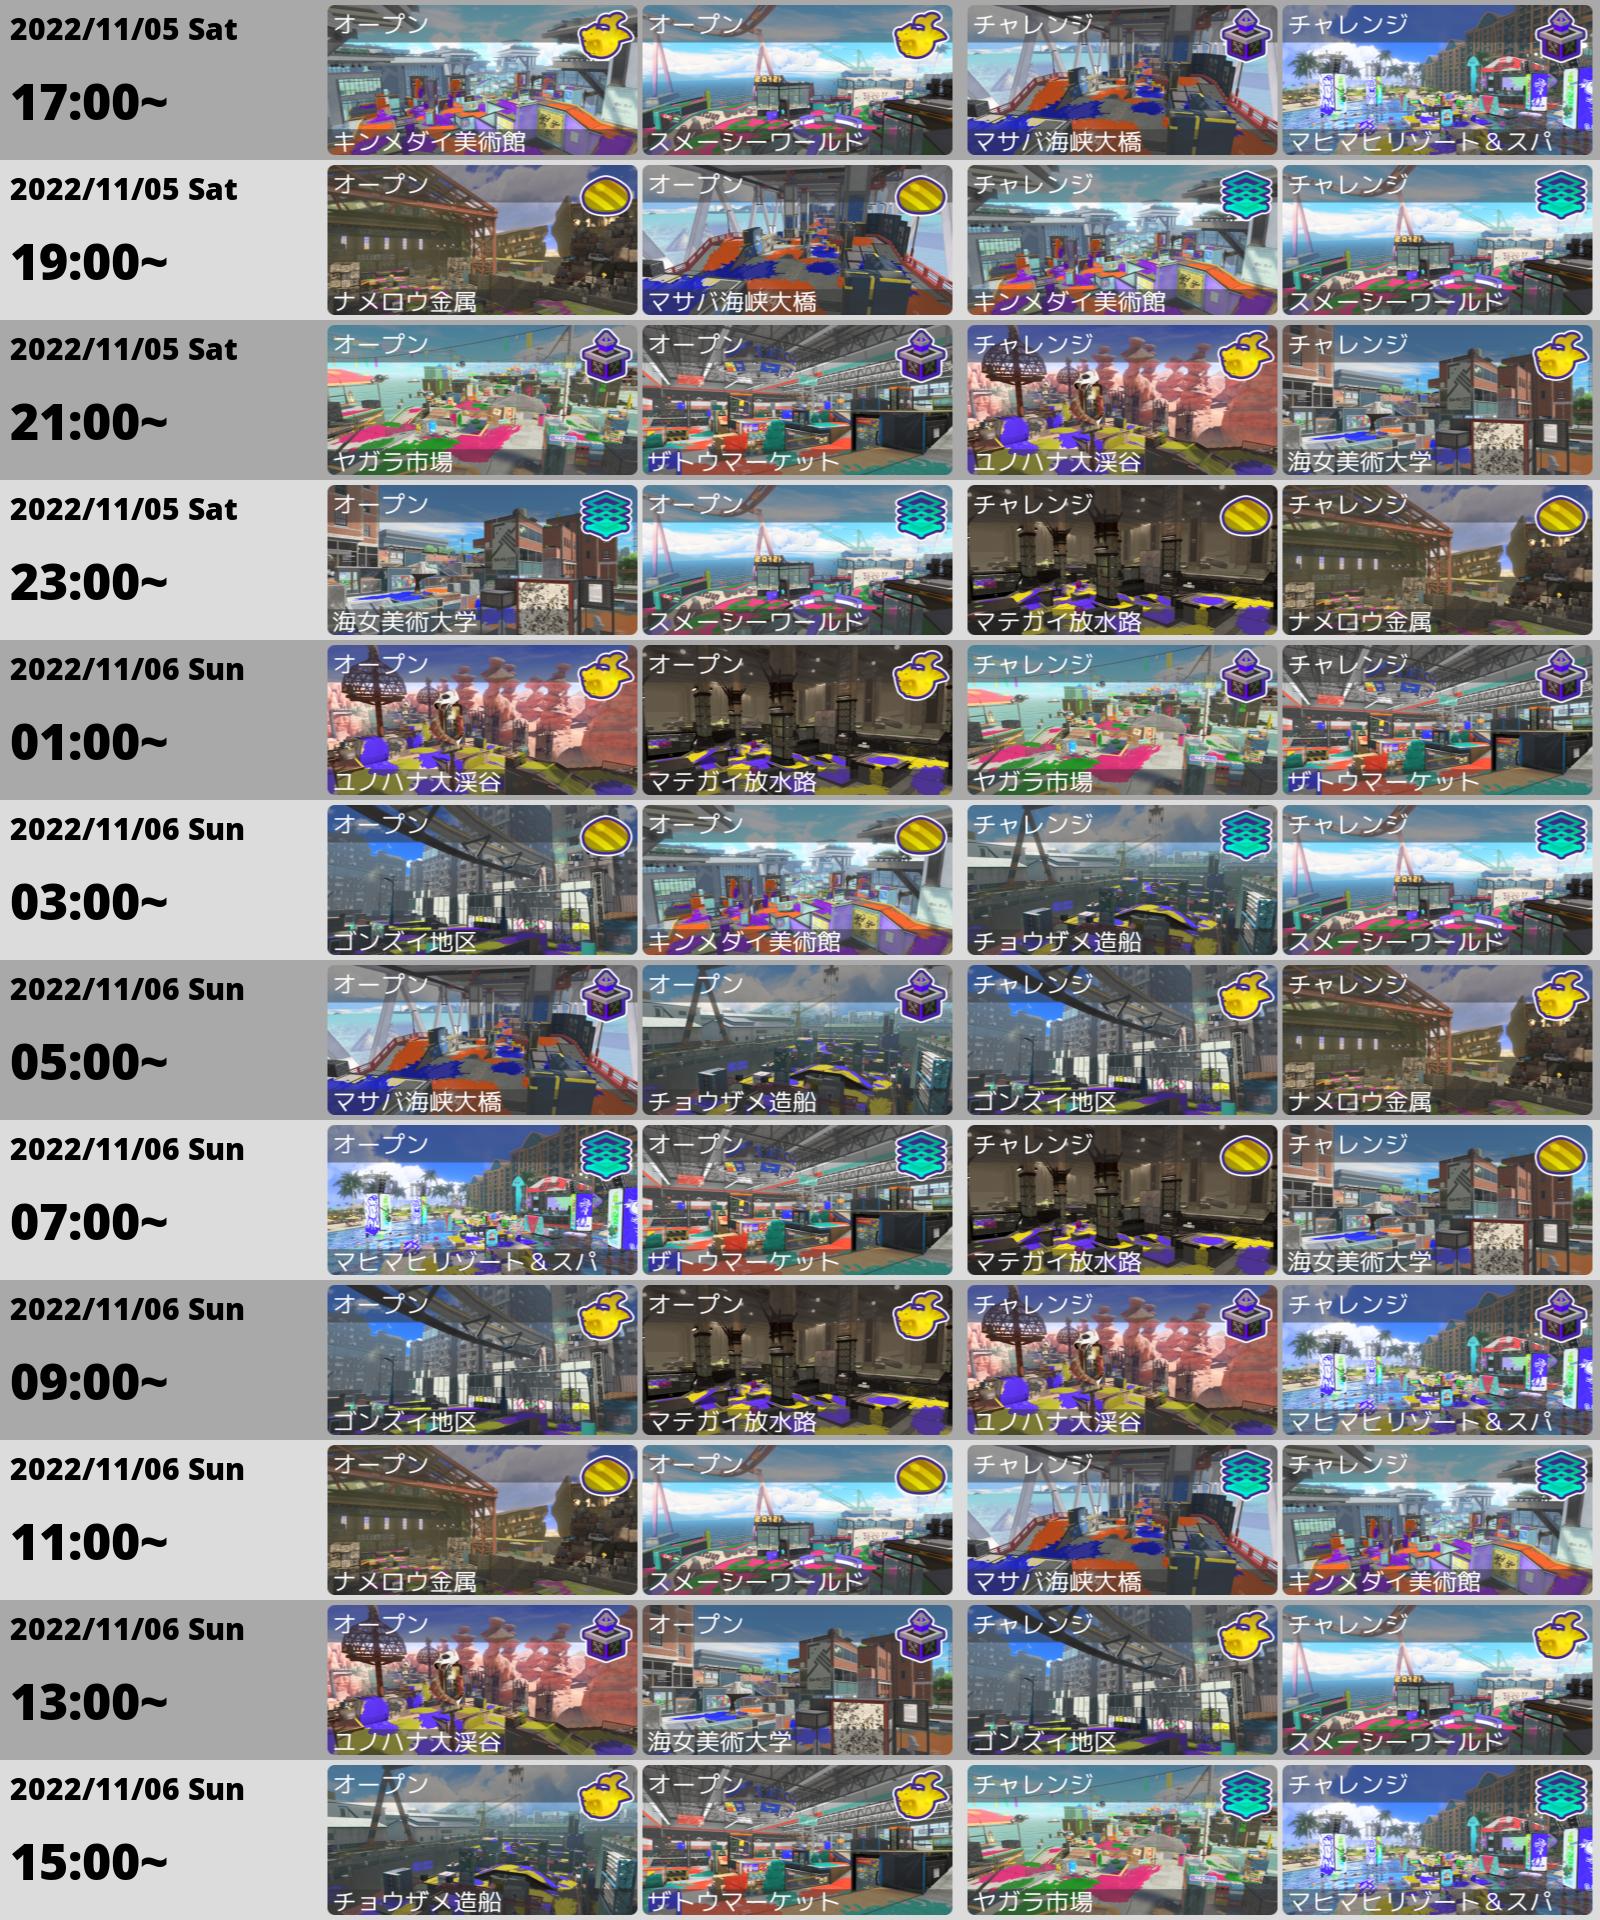 2022/11/05 Sat
17:00~
オープン
キンメダイ美術館
オープン
スメーシーワールド
チャレンジ
マサバ海峡大橋
チャレンジ
マヒマヒリゾート＆スパ
2022/11/05 Sat
19:00~
オープン
ナメロウ金属
オープン
マサバ海峡大橋
チャレンジ
キンメダイ美術館
チャレンジ
スメーシーワールド
2022/11/05 Sat
21:00~
オープン
ヤガラ市場
オープン
ザトウマーケット
チャレンジ
ユノハナ大渓谷
チャレンジ
海女美術大学
2022/11/05 Sat
23:00~
オープン
海女美術大学
オープン
スメーシーワールド
チャレンジ
マテガイ放水路
チャレンジ
ナメロウ金属
2022/11/06 Sun
01:00~
オープン
ユノハナ大渓谷
オープン
マテガイ放水路
チャレンジ
ヤガラ市場
チャレンジ
ザトウマーケット
2022/11/06 Sun
03:00~
オープン
ゴンズイ地区
オープン
キンメダイ美術館
チャレンジ
チョウザメ造船
チャレンジ
スメーシーワールド
2022/11/06 Sun
05:00~
オープン
マサバ海峡大橋
オープン
チョウザメ造船
チャレンジ
ゴンズイ地区
チャレンジ
ナメロウ金属
2022/11/06 Sun
07:00~
オープン
マヒマヒリゾート＆スパ
オープン
ザトウマーケット
チャレンジ
マテガイ放水路
チャレンジ
海女美術大学
2022/11/06 Sun
09:00~
オープン
ゴンズイ地区
オープン
マテガイ放水路
チャレンジ
ユノハナ大渓谷
チャレンジ
マヒマヒリゾート＆スパ
2022/11/06 Sun
11:00~
オープン
ナメロウ金属
オープン
スメーシーワールド
チャレンジ
マサバ海峡大橋
チャレンジ
キンメダイ美術館
2022/11/06 Sun
13:00~
オープン
ユノハナ大渓谷
オープン
海女美術大学
チャレンジ
ゴンズイ地区
チャレンジ
スメーシーワールド
2022/11/06 Sun
15:00~
オープン
チョウザメ造船
オープン
ザトウマーケット
チャレンジ
ヤガラ市場
チャレンジ
マヒマヒリゾート＆スパ